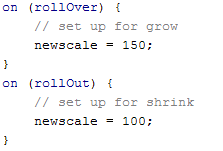 on (rollOver) {
    // set up for grow
    newscale = 150;
}
on (rollOut) {
    // set up for shrink
    newscale = 100;
}